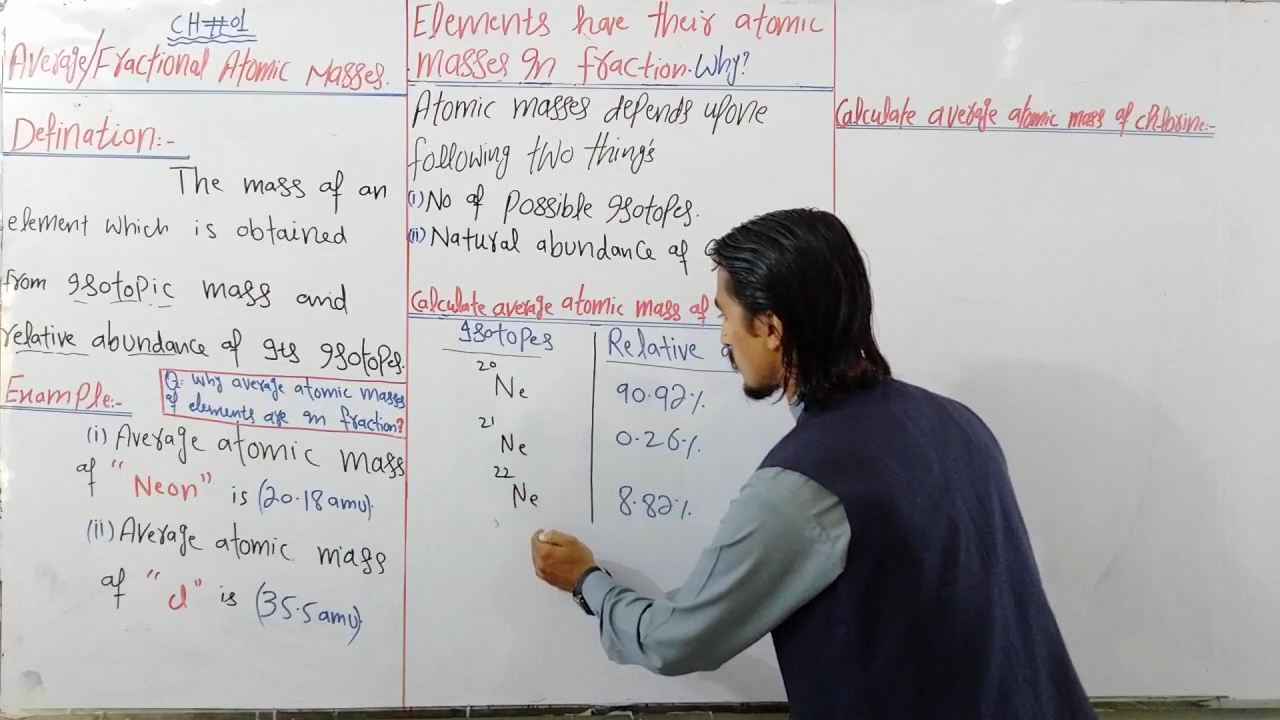 CH#01
Average/Fractional Atomic Masses.
Defination:-
The mass of an
element which is obtained
from Isotopic mass and
relative abundance of Its Isotopes.
Example:-
Q: why average atomic masses
of elements are in fraction?
(i) Average atomic mass
of "Neon" is (20.18 amu).
(ii) Average atomic mass
of "Cl" is (35.5 amu)
Elements have their atomic
masses In fraction. Why?
Atomic masses depends upone
following two thing's
(i) No of Possible Isotopes.
(ii) Natural abundance of
Calculate average atomic mass of
Isotopes
Relative
20
Ne
90.92%
21
Ne
0.26%
22
Ne
8.82%
Calculate average atomic mass of Chlorine:-